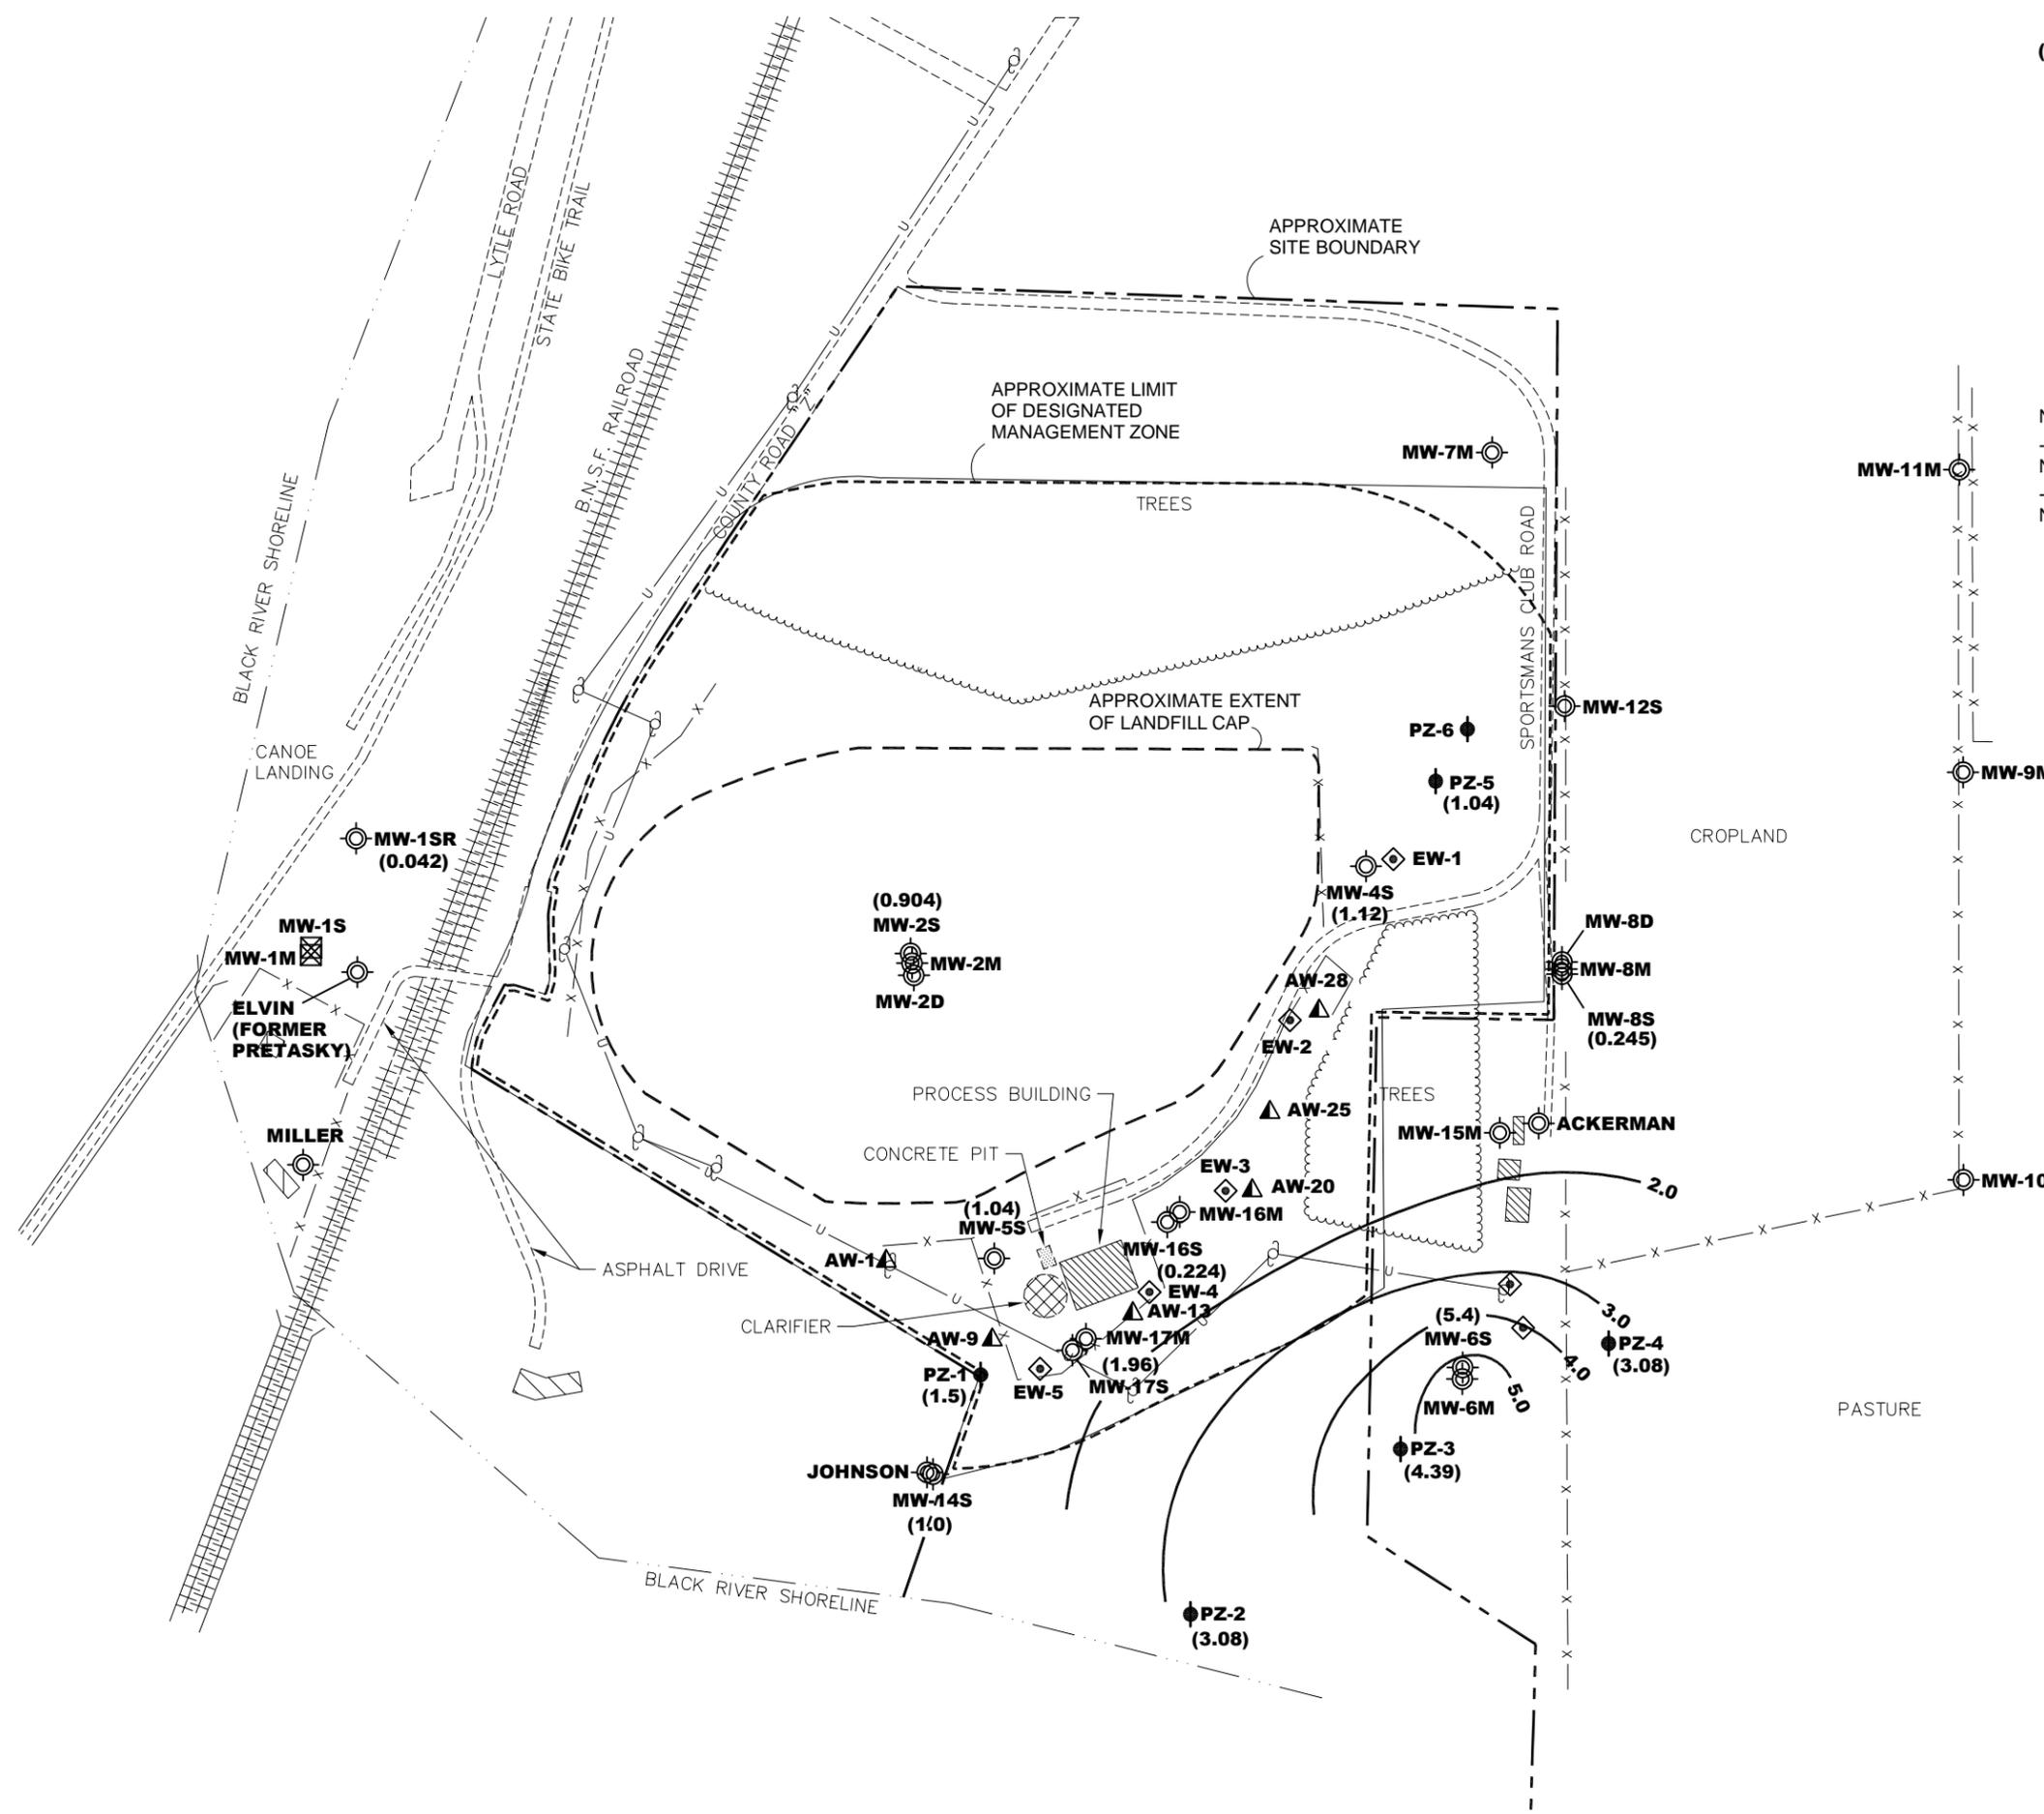 APPROXIMATE
SITE BOUNDARY
LYTLE ROAD
STATE BIKE TRAIL
B.N.S.F. RAILROAD
COUNTY ROAD "Z"
APPROXIMATE LIMIT
OF DESIGNATED
MANAGEMENT ZONE
MW-7M
MW-11M
TREES
BLACK RIVER SHORELINE
SPORTSMANS CLUB ROAD
APPROXIMATE EXTENT
OF LANDFILL CAP
MW-12S
PZ-6
CANOE
LANDING
MW-9M
PZ-5
(1.04)
CROPLAND
MW-1SR
(0.042)
EW-1
MW-4S
(1.12)
(0.904)
MW-2S
MW-2M
MW-2D
MW-1S
MW-1M
ELVIN
(FORMER
PRETASKY)
MW-8D
MW-8M
MW-8S
(0.245)
AW-28
EW-2
PROCESS BUILDING
TREES
AW-25
ACKERMAN
MW-15M
MILLER
CONCRETE PIT
EW-3
AW-20
2.0
MW-10
(1.04)
MW-5S
MW-16M
MW-16S
(0.224)
AW-1
ASPHALT DRIVE
EW-4
AW-13
CLARIFIER
AW-9
MW-17M
(1.96)
MW-17S
PZ-1
(1.5)
EW-5
3.0
(5.4)
MW-6S
4.0
PZ-4
(3.08)
5.0
MW-6M
PASTURE
PZ-3
(4.39)
JOHNSON
MW-14S
(1.0)
BLACK RIVER SHORELINE
PZ-2
(3.08)